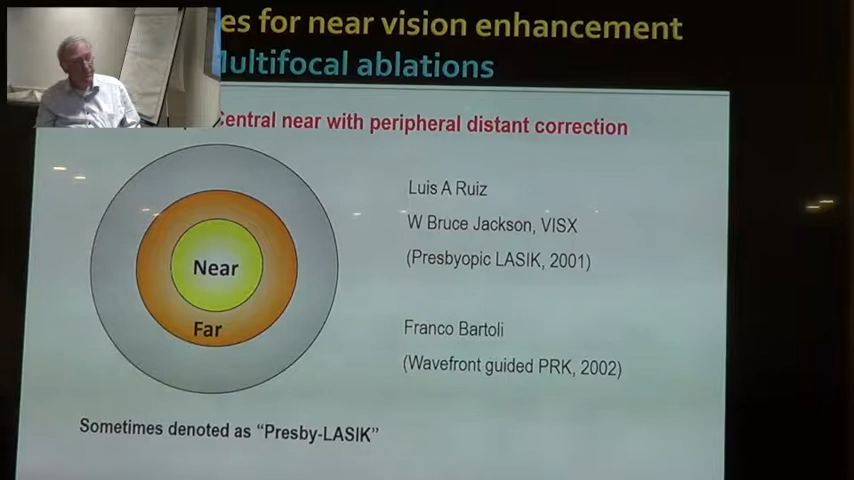 es for near vision enhancement
ultifocal ablations
entral near with peripheral distant correction
Luis A Ruiz
W Bruce Jackson, VISX
(Presbyopic LASIK, 2001)
Near
Far
Franco Bartoli
(Wavefront guided PRK, 2002)
Sometimes denoted as “Presby-LASIK”